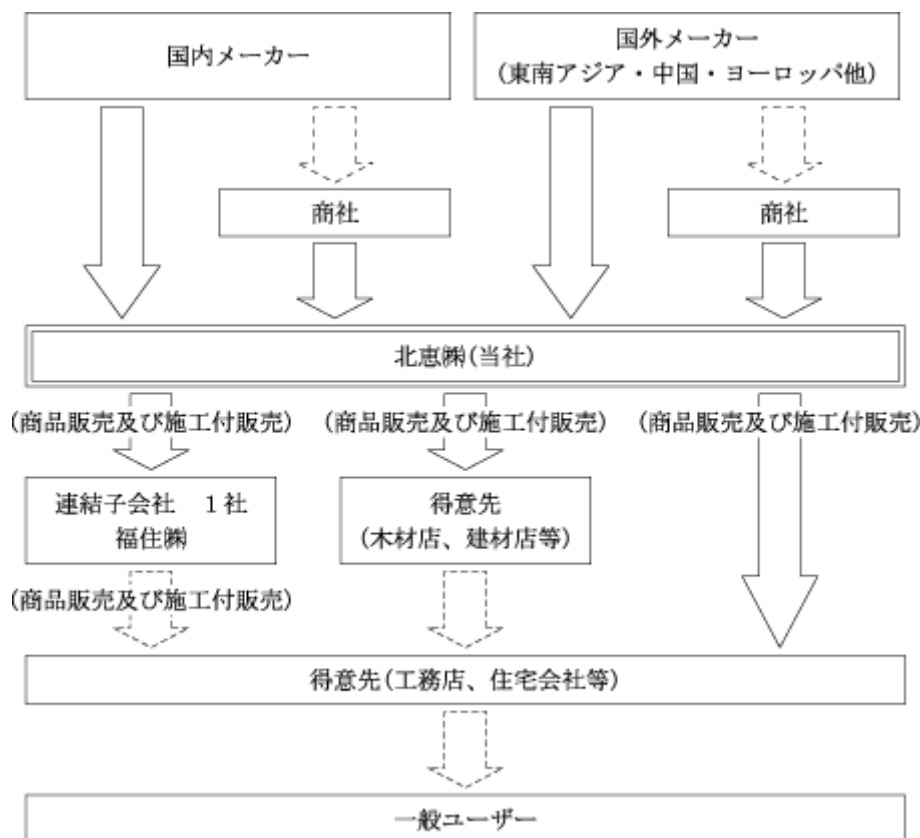 国内メーカー
国外メーカー
(東南アジア・中国・ヨーロッパ他)
商社
商社
北恵㈱(当社)
(商品販売及び施工付販売)
(商品販売及び施工付販売)
(商品販売及び施工付販売)
連結子会社　１社
福住㈱
得意先
(木材店、建材店等)
(商品販売及び施工付販売)
得意先(工務店、住宅会社等)
一般ユーザー